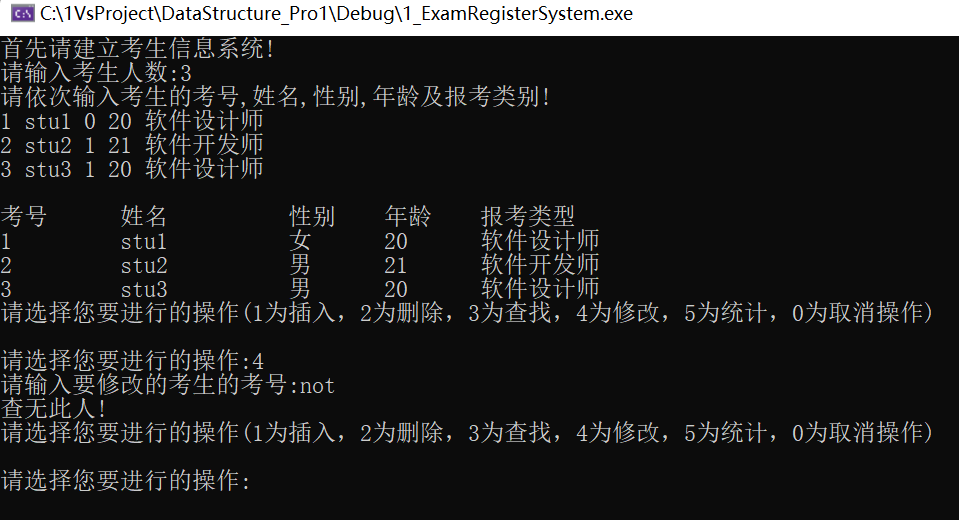 C:\1VsProject\DataStructure_Pro1\Debug\1_ExamRegisterSystem.exe
首先请建立考生信息系统!
请输入考生人数:3
请依次输入考生的考号,姓名,性别,年龄及报考类别!
1 stu1 0 20 软件设计师
2 stu2 1 21 软件开发师
3 stu3 1 20 软件设计师
考号 姓名 性别 年龄 报考类型
1 stu1 女 20 软件设计师
2 stu2 男 21 软件开发师
3 stu3 男 20 软件设计师
请选择您要进行的操作(1为插入，2为删除，3为查找，4为修改，5为统计，0为取消操作)
请选择您要进行的操作:4
请输入要修改的考生的考号:not
查无此人!
请选择您要进行的操作(1为插入，2为删除，3为查找，4为修改，5为统计，0为取消操作)
请选择您要进行的操作: